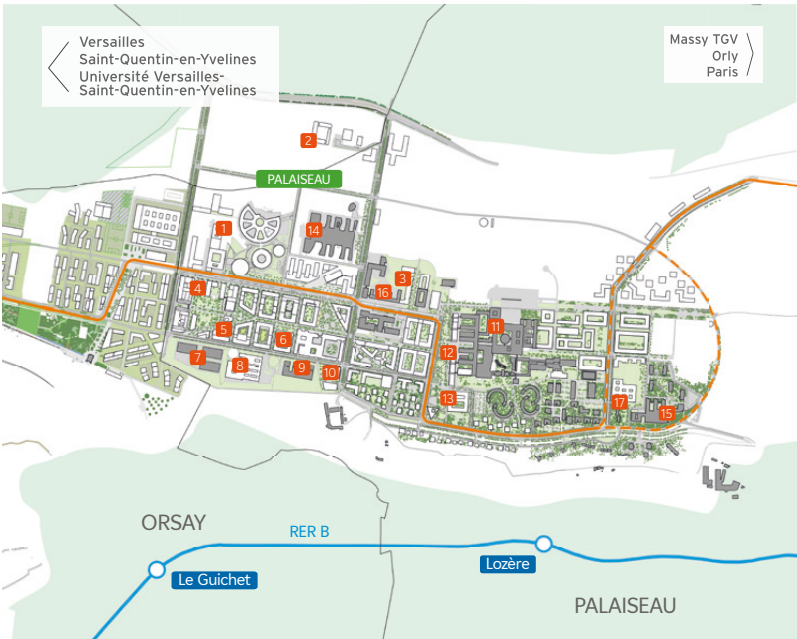 Versailles
Saint-Quentin-en-Yvelines
Université Versailles-
Saint-Quentin-en-Yvelines
Massy TGV
Orly
Paris
2
PALAISEAU
1
14
3
4
16
5
6
11
7
8
9
10
12
13
17
15
ORSAY
RER B
Le Guichet
Lozère
PALAISEAU